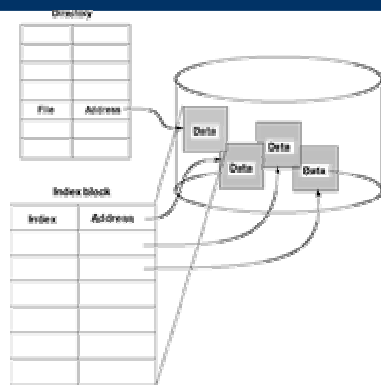 Directory
File Address
Data
Data
Data
Data
Index block
Index Address